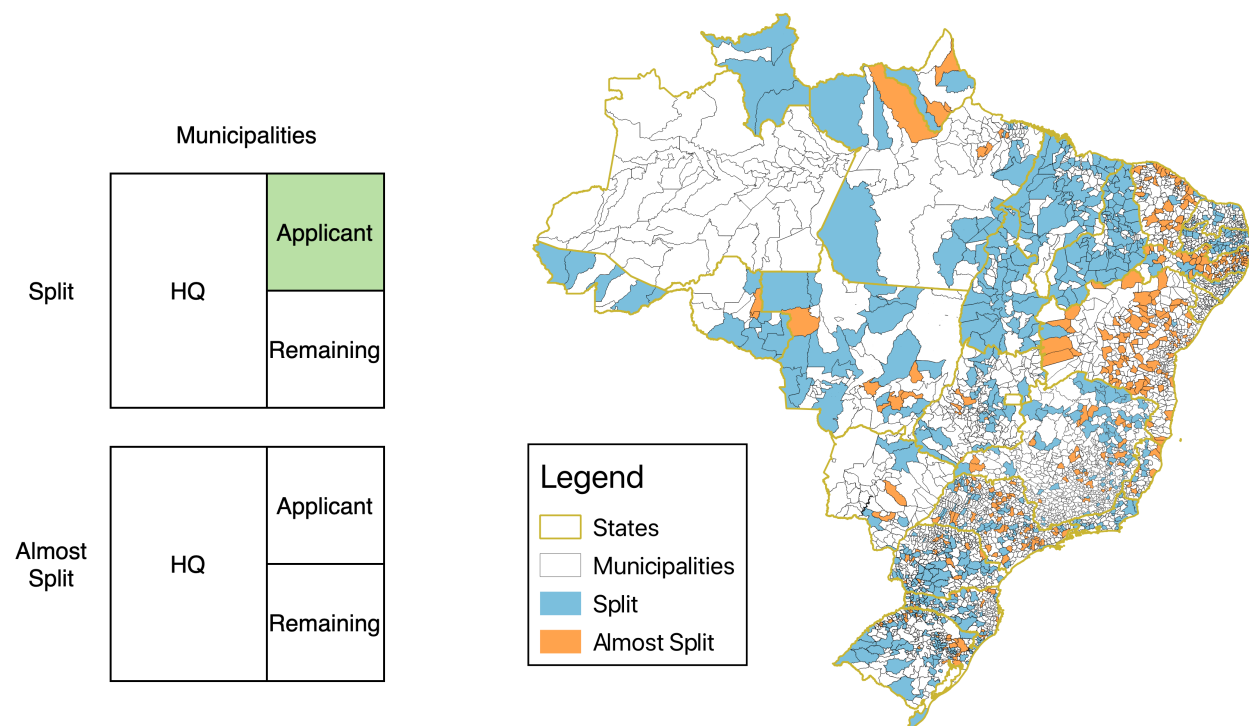 Municipalities
Split
HQ
Applicant
Remaining
Almost
Split
HQ
Applicant
Remaining
Legend
States
Municipalities
Split
Almost Split